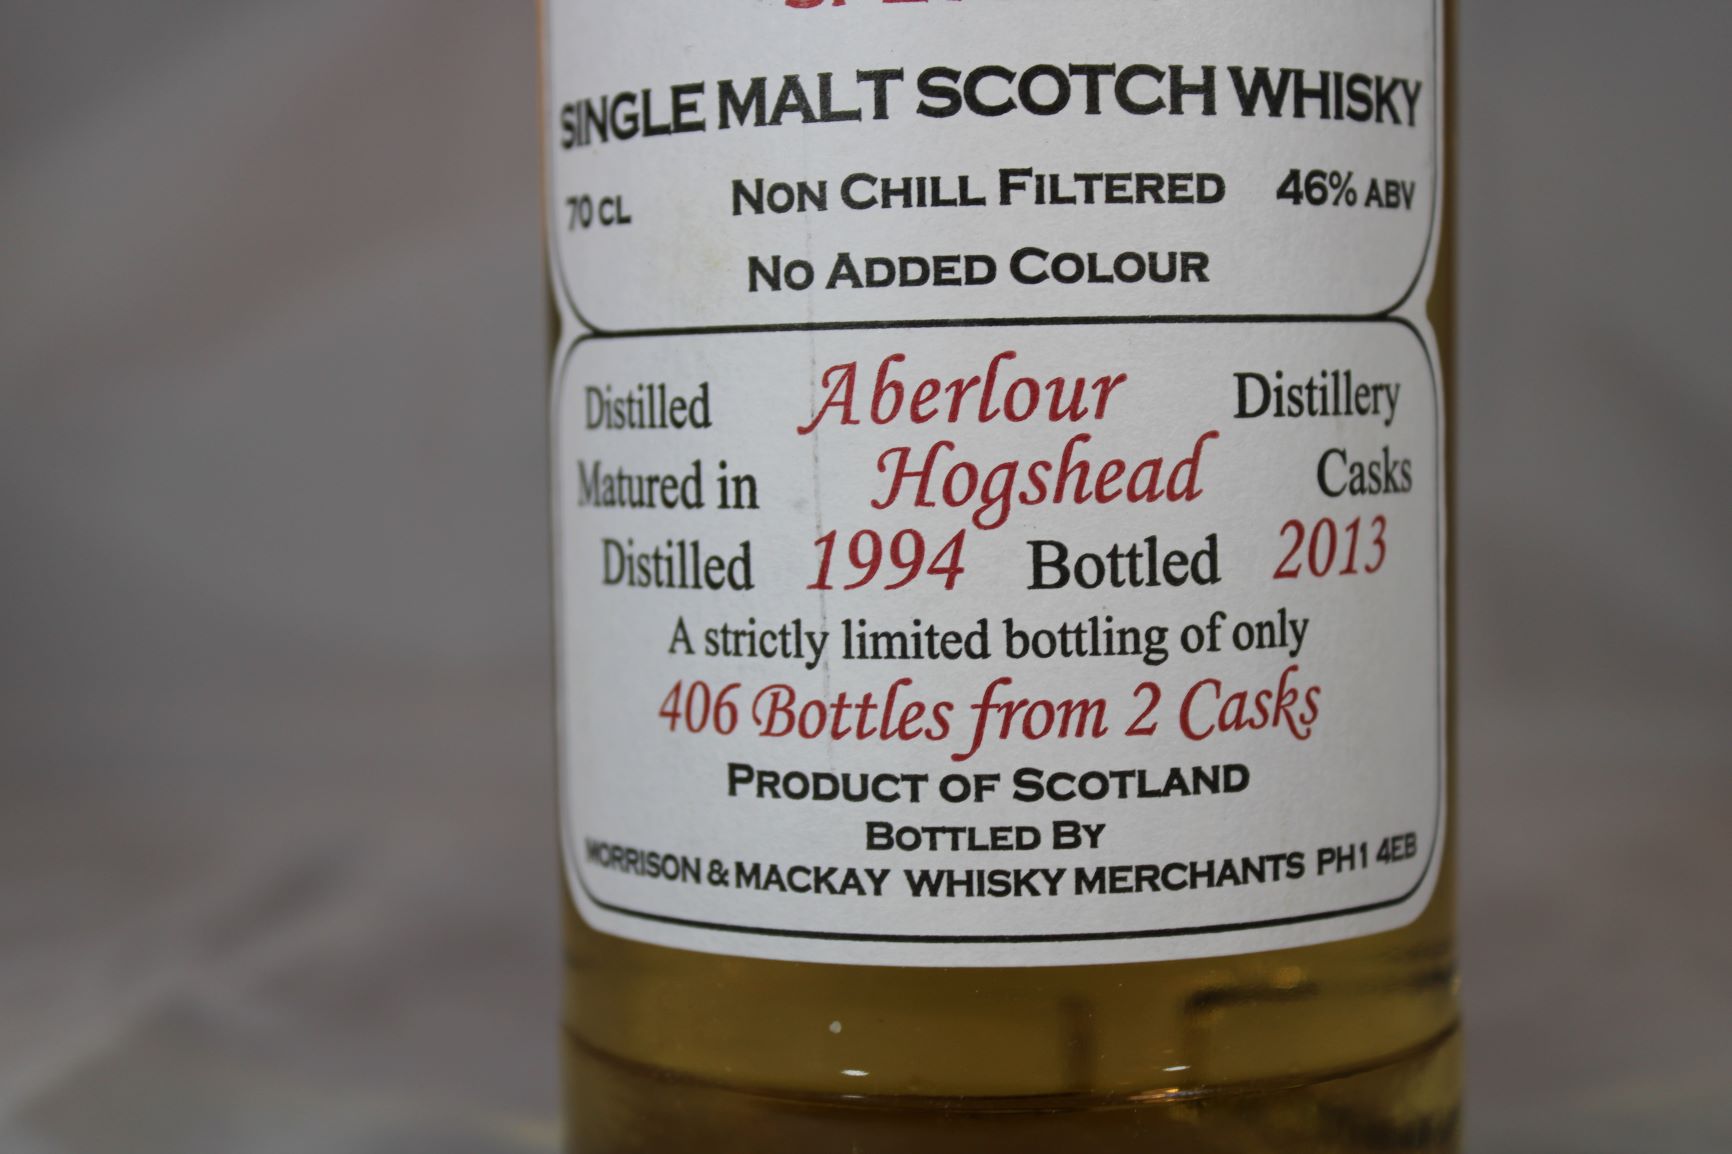 SINGLE MALT SCOTCH WHISKY
70 CL NON CHILL FILTERED 46% ABV
NO ADDED COLOUR
Distilled Aberlour Distillery
Matured in Hogshead Casks
Distilled 1994 Bottled 2013
A strictly limited bottling of only
406 Bottles from 2 Casks
PRODUCT OF SCOTLAND
BOTTLED BY
MORRISON & MACKAY WHISKY MERCHANTS PH1 4EB